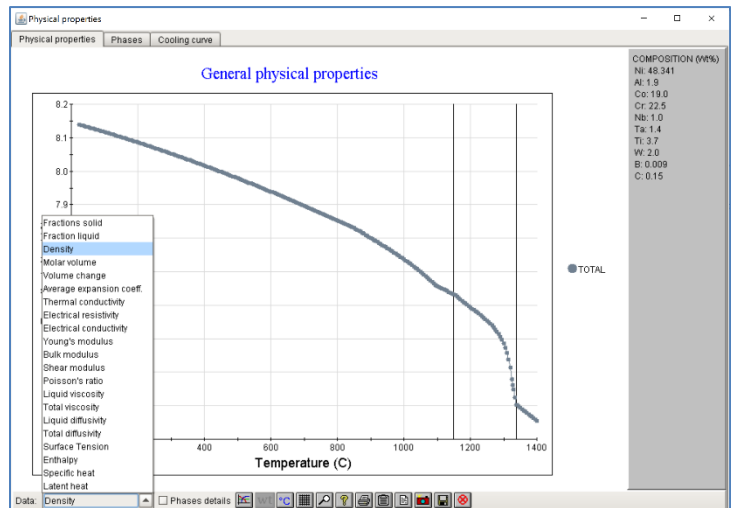 Physical properties
Physical properties Phases Cooling curve
General physical properties
COMPOSITION (Wt%)
Ni: 48.341
Al: 1.9
Co: 19.0
Cr: 22.5
Nb: 1.0
Ta: 1.4
Ti: 3.7
W: 2.0
B: 0.009
C: 0.15
8.2
8.1
8.0
7.9
Fractions solid
Fraction liquid
Density
Molar volume
Volume change
Average expansion coeff.
Thermal conductivity
Electrical resistivity
Electrical conductivity
Young's modulus
Bulk modulus
Shear modulus
Poisson's ratio
Liquid viscosity
Total viscosity
Liquid diffusivity
Total diffusivity
Surface Tension
Enthalpy
Specific heat
Latent heat
TOTAL
400 600 800 1000 1200 1400
Temperature (C)
Data: Density Phases details wt °C